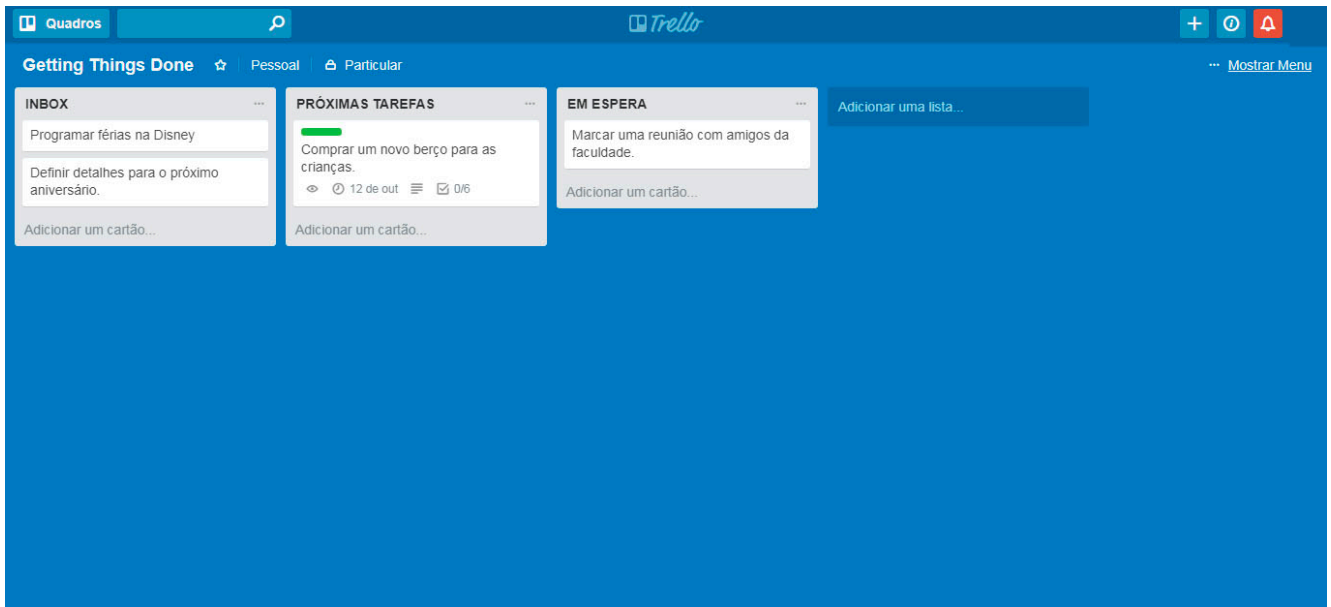 Quadros
Trello
Getting Things Done
Pessoal
Particular
... Mostrar Menu
INBOX
...
Programar férias na Disney
Definir detalhes para o próximo
aniversário.
Adicionar um cartão...
PRÓXIMAS TAREFAS
...
Comprar um novo berço para as
crianças.
12 de out
0/6
Adicionar um cartão...
EM ESPERA
...
Marcar uma reunião com amigos da
faculdade.
Adicionar um cartão...
Adicionar uma lista...